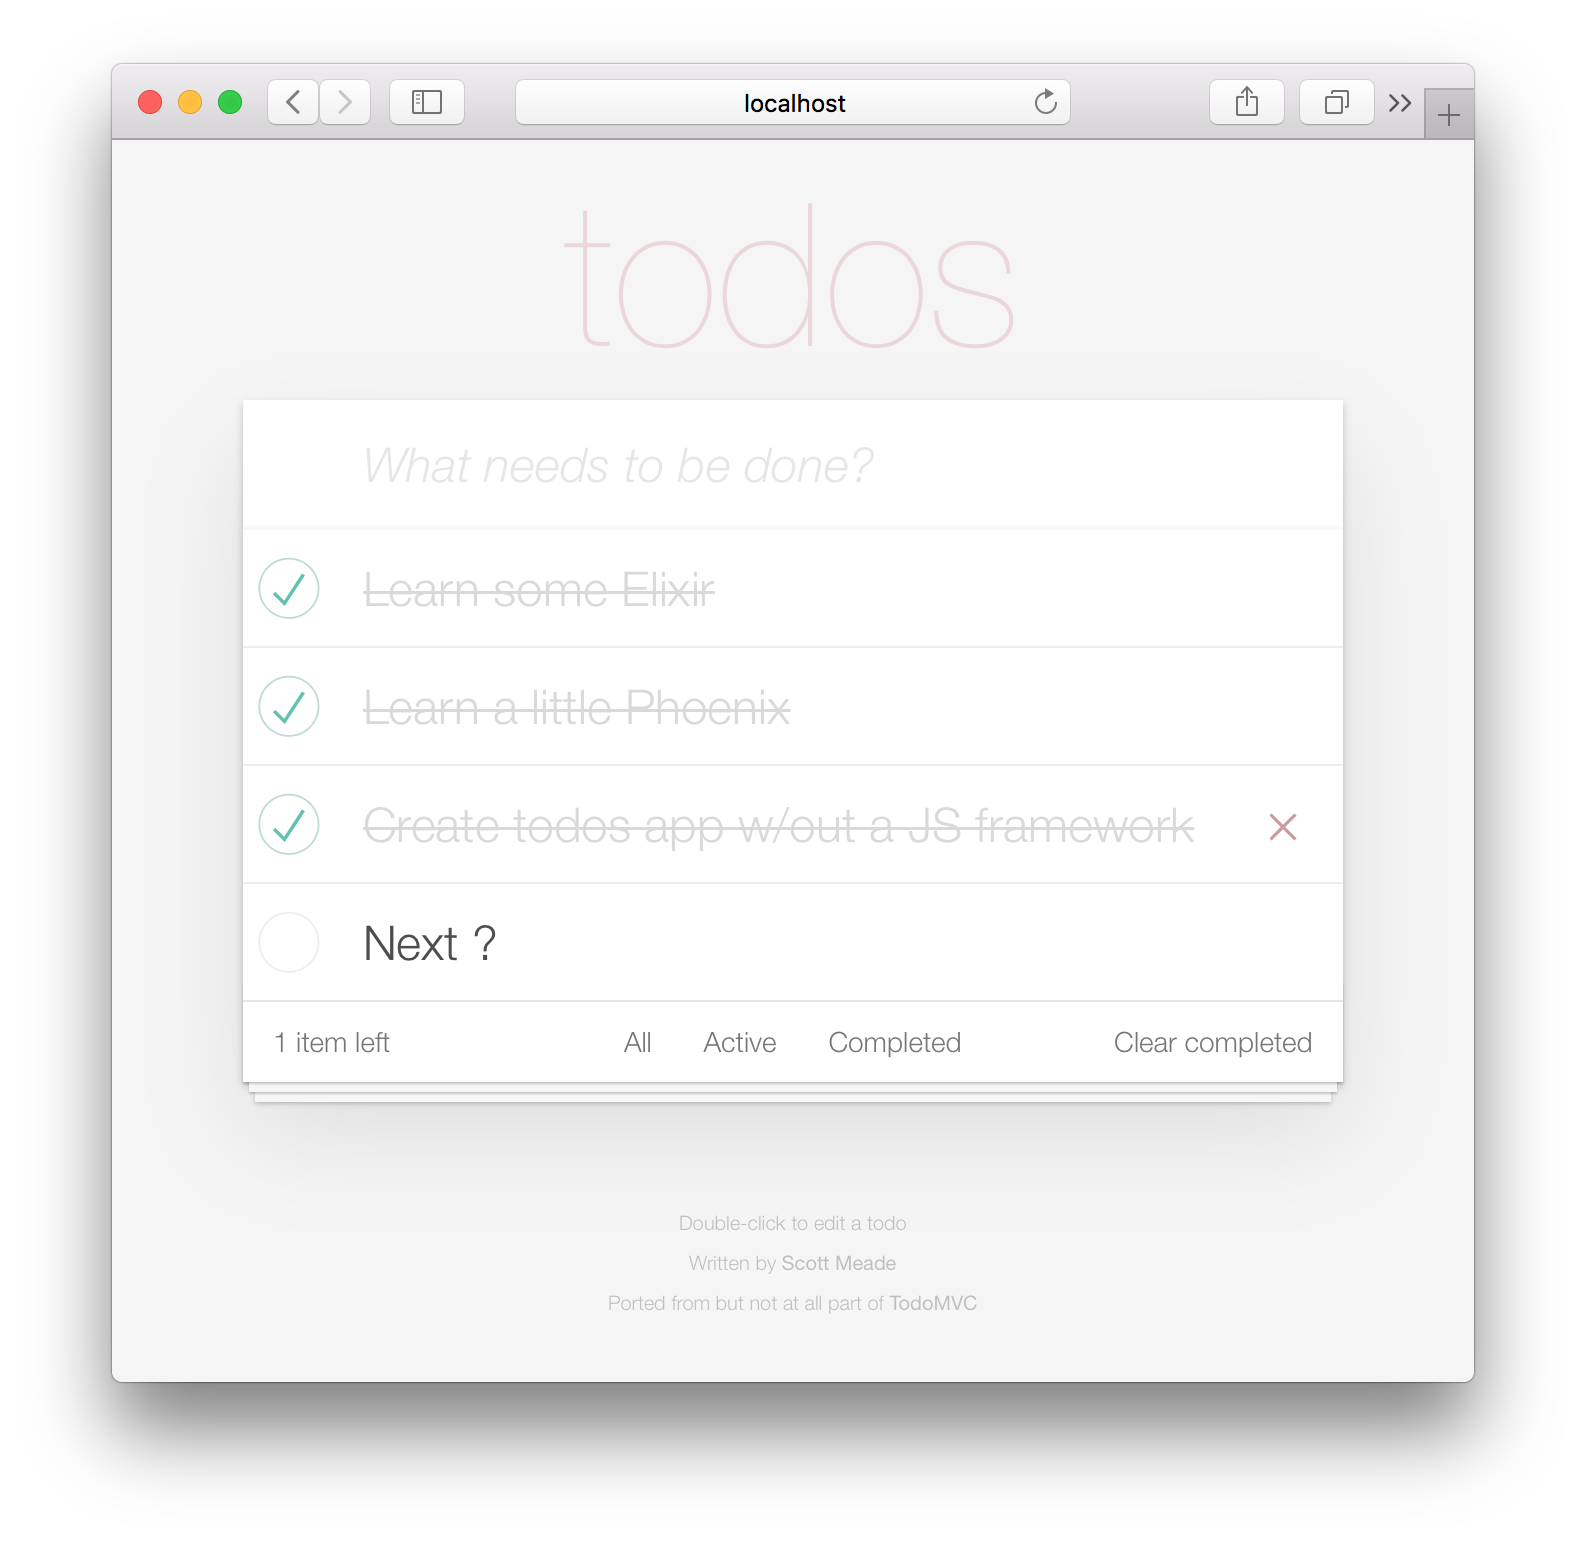 localhost
todos
What needs to be done?
Learn some Elixir
Learn a little Phoenix
Create todos app w/out a JS framework
Next ?
1 item left All Active Completed Clear completed
Double-click to edit a todo
Written by Scott Meade
Ported from but not at all part of TodoMVC